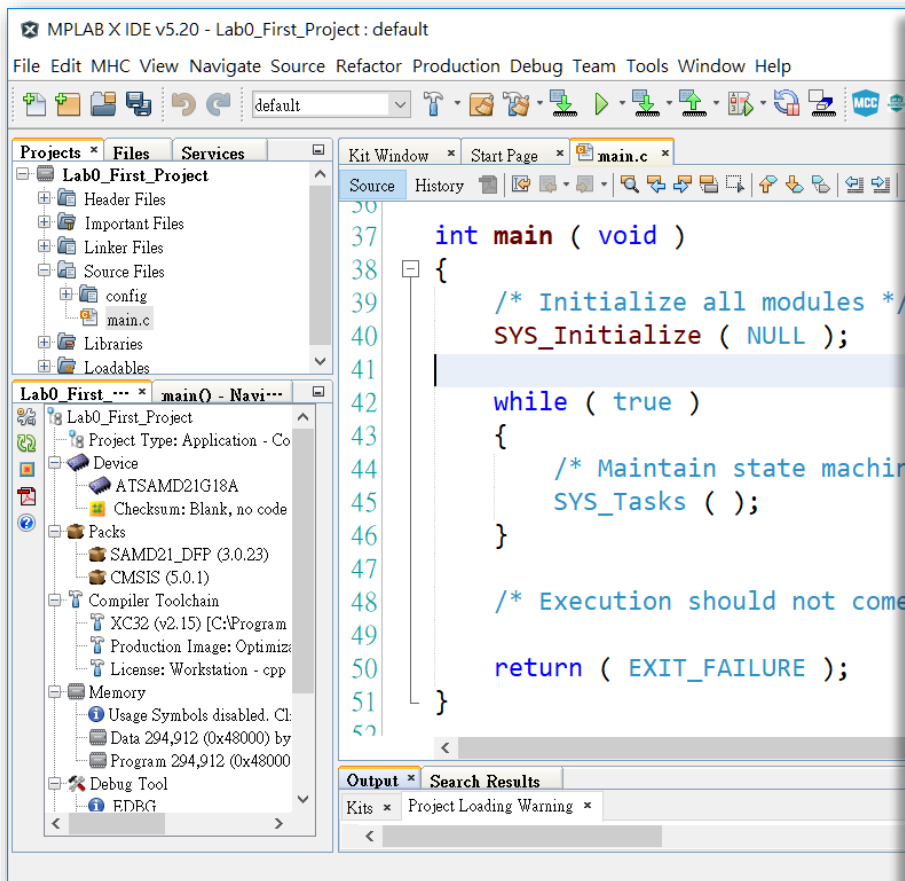 MPLAB X IDE v5.20 - Lab0_First_Project : default
File Edit MHC View Navigate Source Refactor Production Debug Team Tools Window Help
default
MCC
Projects × Files Services
Lab0_First_Project
Header Files
Important Files
Linker Files
Source Files
config
main.c
Libraries
Loadables
Lab0_First_··· × main() - Navi···
Lab0_First_Project
Project Type: Application - Co
Device
ATSAMD21G18A
Checksum: Blank, no code
Packs
SAMD21_DFP (3.0.23)
CMSIS (5.0.1)
Compiler Toolchain
XC32 (v2.15) [C:\Program
Production Image: Optimiza
License: Workstation - cpp
Memory
Usage Symbols disabled. Cl
Data 294,912 (0x48000) by
Program 294,912 (0x48000
Debug Tool
EDBG
Kit Window × Start Page × main.c ×
Source History
36
37 int main ( void )
38 {
39 /* Initialize all modules */
40 SYS_Initialize ( NULL );
41
42 while ( true )
43 {
44 /* Maintain state machin
45 SYS_Tasks ( );
46 }
47
48 /* Execution should not come
49
50 return ( EXIT_FAILURE );
51 }
52
Output × Search Results
Kits × Project Loading Warning ×